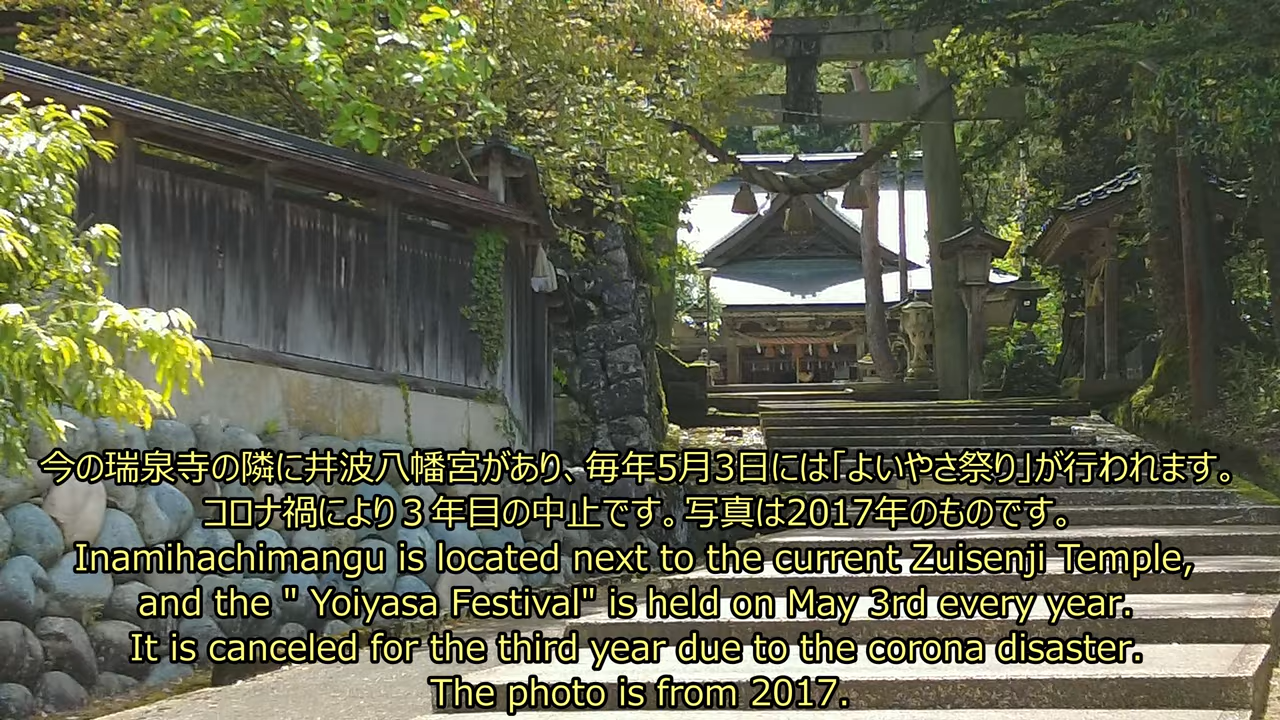 今の瑞泉寺の隣に井波八幡宮があり、毎年5月3日には「よいやさ祭り」が行われます。
コロナ禍により３年目の中止です。写真は2017年のものです。
Inamihachimangu is located next to the current Zuisenji Temple,
and the " Yoiyasa Festival" is held on May 3rd every year.
It is canceled for the third year due to the corona disaster.
The photo is from 2017.